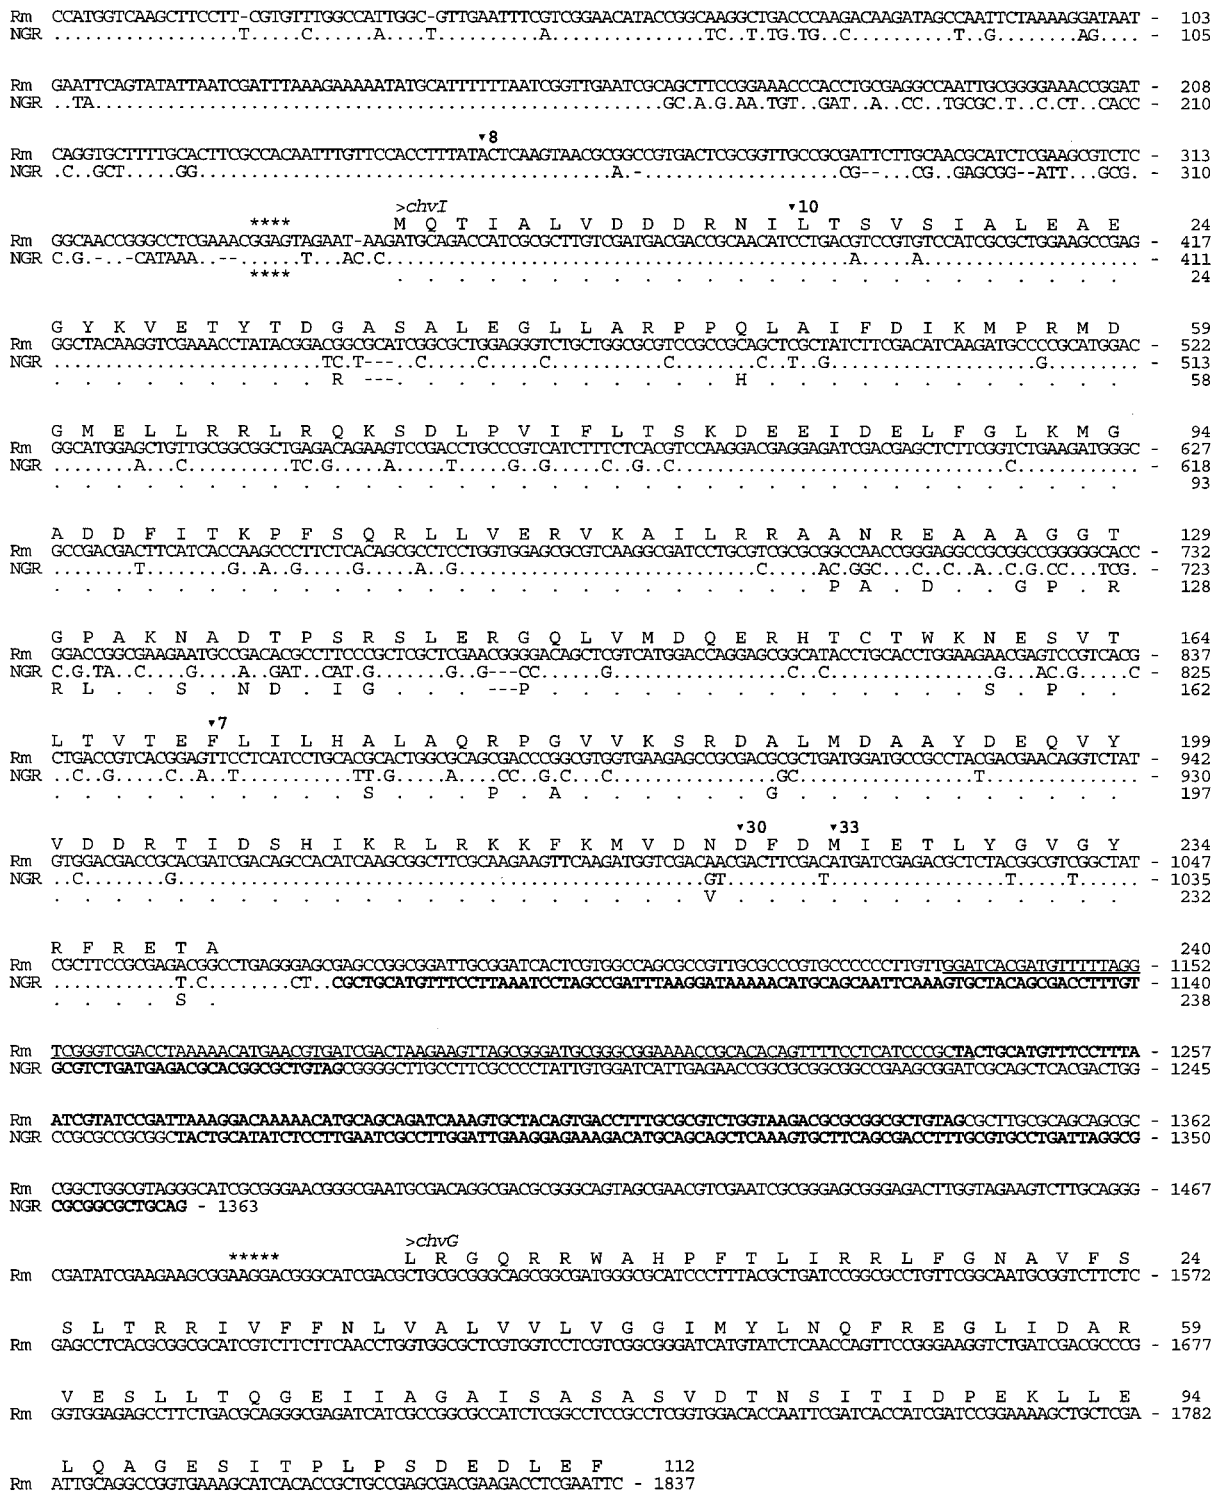 Rm CCATGGTCAAGCTTCCTT-CGTGTTTGGCCATTGGC-GTTGAATTTCGTCGGAACATACCGGCAAGGCTGACCCAAGACAAGATAGCCAATTCTAAAAGGATAAT - 103
NGR ..................T.....C......A....T..........A...............TC..T.TG.TG..C..........T..G........AG.... - 105
Rm GAATTCAGTATATTAATCGATTTAAAGAAAAATATGCATTTTTTAATCGGTTGAATCGCAGCTTCCGGAAACCCACCTGCGAGGCCAATTGCGGGGAAACCGGAT - 208
NGR ..TA.......................................................GC.A.G.AA.TGT..GAT..A..CC..TGCGC.T..C.CT..CACC - 210
▾8
Rm CAGGTGCTTTTGCACTTCGCCACAATTTGTTCCACCTTTATACTCAAGTAACGCGGCCGTGACTCGCGGTTGCCGCGATTCTTGCAACGCATCTCGAAGCGTCTC - 313
NGR .C..GCT.....GG........................................A.-...................CG--...CG..GAGCGG--ATT...GCG. - 310
>chvI ▾10
**** M Q T I A L V D D D R N I L T S V S I A L E A E 24
Rm GGCAACCGGGCCTCGAAACGGAGTAGAAT-AAGATGCAGACCATCGCGCTTGTCGATGACGACCGCAACATCCTGACGTCCGTGTCCATCGCGCTGGAAGCCGAG - 417
NGR C.G.-.-..CATAAA..--......T...AC.C.............................................A.....A................... - 411
**** . . . . . . . . . . . . . . . . . . . . . . . . 24
G Y K V E T Y T D G A S A L E G L L A R P P Q L A I F D I K M P R M D 59
Rm GGCTACAAGGTCGAAACCTATACGGACGGCGCATCGGCGCTGGAGGGTCTGCTGGCGCGTCCGCCGCAGCTCGCTATCTTCGACATCAAGATGCCCCGCATGGAC - 522
NGR ..........................TC.T---..C.....C.....C...........C........C..T..G....................G......... - 513
. . . . . . . . . R --- . . . . . . . . . . H . . . . . . . . . . . . 58
G M E L L R R L R Q K S D L P V I F L T S K D E E I D E L F G L K M G 94
Rm GGCATGGAGCTGTTGCGGCGGCTGAGACAGAAGTCCGACCTGCCCGTCATCTTTCTCACGTCCAAGGACGAGGAGATCGACGAGCTCTTCGGTCTGAAGATGGGC - 627
NGR ........A...C..........TC.G.....A.....T.....G..G.....C..G..C................................C............ - 618
. . . . . . . . . . . . . . . . . . . . . . . . . . . . . . . . . . . 93
A D D F I T K P F S Q R L L V E R V K A I L R R A A N R E A A A G G T 129
Rm GCCGACGACTTCATCACCAAGCCCTTCTCACAGCGCCTCCTGGTGGAGCGCGTCAAGGCGATCCTGCGTCGCGCGGCCAACCGGGAGGCCGCGGCCGGGGGCACC - 732
NGR ........T........G..A..G.....G.....A..G.............................C.....AC.GGC...C..C..A..C.G.CC...TCG. - 723
. . . . . . . . . . . . . . . . . . . . . . . . . P A . D . . G P . R 128
G P A K N A D T P S R S L E R G Q L V M D Q E R H T C T W K N E S V T 164
Rm GGACCGGCGAAGAATGCCGACACGCCTTCCCGCTCGCTCGAACGGGGACAGCTCGTCATGGACCAGGAGCGGCATACCTGCACCTGGAAGAACGAGTCCGTCACG - 837
NGR C.G.TA..C....G....A..GAT..CAT.G.......G..G---CC......G.................C..C................G...AC.G.....C - 825
R L . . S . N D . I G . . . . ---P . . . . . . . . . . . . . . S . P . . 162
▾7
L T V T E F L I L H A L A Q R P G V V K S R D A L M D A A Y D E Q V Y 199
Rm CTGACCGTCACGGAGTTCCTCATCCTGCACGCACTGGCGCAGCGACCCGGCGTGGTGAAGAGCCGCGACGCGCTGATGGATGCCGCCTACGACGAACAGGTCTAT - 942
NGR ..C..G.....C..A..T...........TT.G.....A....CC..G.C...C................GC..................T............... - 930
. . . . . . . . . . S . . . P . A . . . . . . G . . . . . . . . . . . 197
▾30 ▾33
V D D R T I D S H I K R L R K K F K M V D N D F D M I E T L Y G V G Y 234
Rm GTGGACGACCGCACGATCGACAGCCACATCAAGCGGCTTCGCAAGAAGTTCAAGATGGTCGACAACGACTTCGACATGATCGAGACGCTCTACGGCGTCGGCTAT - 1047
NGR ..C........G....................................................GT.........T.................T.....T...... - 1035
. . . . . . . . . . . . . . . . . . . . . V . . . . . . . . . . . . . 232
R F R E T A 240
Rm CGCTTCCGCGAGACGGCCTGAGGGAGCGAGCCGGCGGATTGCGGATCACTCGTGGCCAGCGCCGTTGCGCCCGTGCCCCCCTTGTTGGATCACGATGTTTTTAGG - 1152
NGR ............T.C........CT..CGCTGCATGTTTCCTTAAATCCTAGCCGATTTAAGGATAAAAACATGCAGCAATTCAAAGTGCTACAGCGACCTTTGT - 1140
. . . . S . 238
Rm TCGGGTCGACCTAAAAACATGAACGTGATCGACTAAGAAGTTAGCGGGATGCGGGCGGAAAACCGCACACAGTTTTCCTCATCCCGCTACTGCATGTTTCCTTTA - 1257
NGR GCGTCTGATGAGACGCACGGCGCTGTAGCGGGGCTTGCCTTCGCCCCTATTGTGGATCATTGAGAACCGGCGCGGCGGCCGAAGCGGATCGCAGCTCACGACTGG - 1245
Rm ATCGTATCCGATTAAAGGACAAAAACATGCAGCAGATCAAAGTGCTACAGTGACCTTTGCGCGTCTGGTAAGACGCGCGGCGCTGTAGCGCTTGCGCAGCAGCGC - 1362
NGR CCGCGCCGCGGCTACTGCATATCTCCTTGAATCGCCTTGGATTGAAGGAGAAAGACATGCAGCAGCTCAAAGTGCTTCAGCGACCTTTGCGTGCCTGATTAGGCG - 1350
Rm CGGCTGGCGTAGGGCATCGCGGGAACGGGCGAATGCGACAGGCGACGCGGGCAGTAGCGAACGTCGAATCGCGGGAGCGGGAGACTTGGTAGAAGTCTTGCAGGG - 1467
NGR CGCGGCGCTGCAG - 1363
>chvG
***** L R G Q R R W A H P F T L I R R L F G N A V F S 24
Rm CGATATCGAAGAAGCGGAAGGACGGGCATCGACGCTGCGCGGGCAGCGGCGATGGGCGCATCCCTTTACGCTGATCCGGCGCCTGTTCGGCAATGCGGTCTTCTC - 1572
S L T R R I V F F N L V A L V V L V G G I M Y L N Q F R E G L I D A R 59
Rm GAGCCTCACGCGGCGCATCGTCTTCTTCAACCTGGTGGCGCTCGTGGTCCTCGTCGGCGGGATCATGTATCTCAACCAGTTCCGGGAAGGTCTGATCGACGCCCG - 1677
V E S L L T Q G E I I A G A I S A S A S V D T N S I T I D P E K L L E 94
Rm GGTGGAGAGCCTTCTGACGCAGGGCGAGATCATCGCCGGCGCCATCTCGGCCTCCGCCTCGGTGGACACCAATTCGATCACCATCGATCCGGAAAAGCTGCTCGA - 1782
L Q A G E S I T P L P S D E D L E F 112
Rm ATTGCAGGCCGGTGAAAGCATCACACCGCTGCCGAGCGACGAAGACCTCGAATTC - 1837